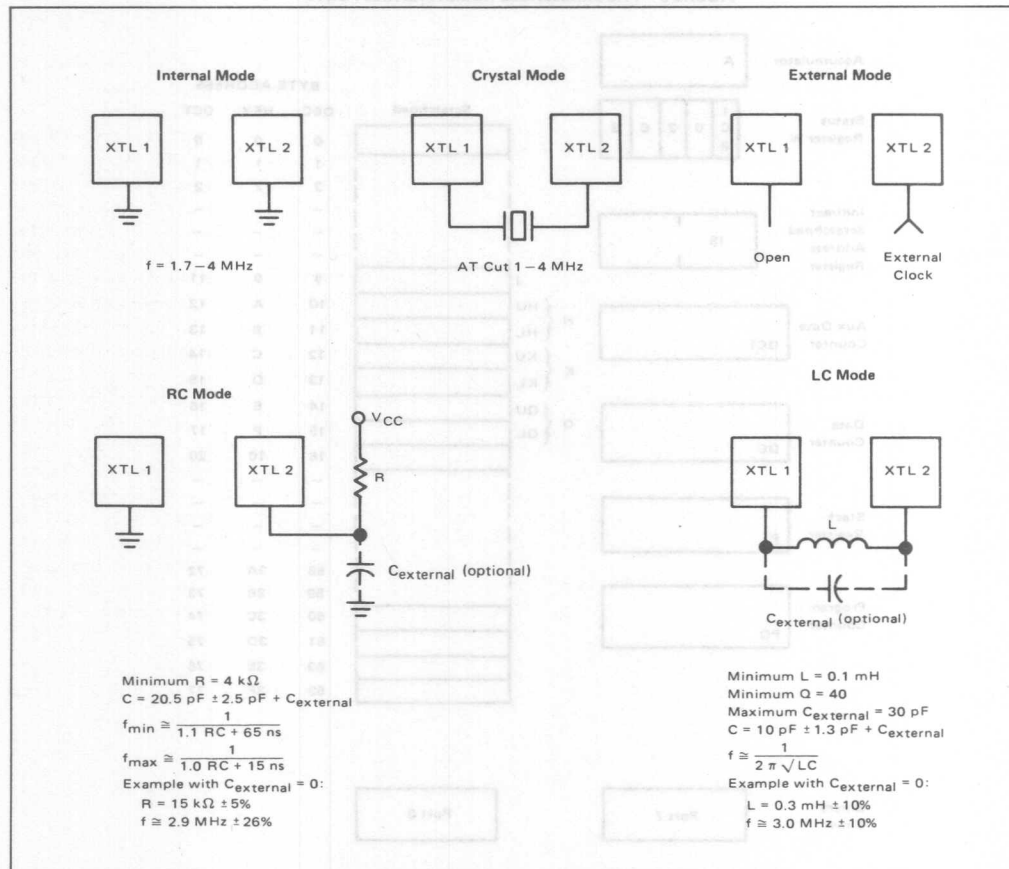 Internal Mode
Crystal Mode
External Mode
XTL 1
XTL 2
XTL 1
XTL 2
XTL 1
XTL 2
f = 1.7–4 MHz
AT Cut 1–4 MHz
Open
External
Clock
RC Mode
LC Mode
VCC
XTL 1
XTL 2
R
XTL 1
XTL 2
L
Cexternal (optional)
Cexternal (optional)
Minimum R = 4 kΩ
C = 20.5 pF ±2.5 pF + Cexternal
fmin ≅ 1 / (1.1 RC + 65 ns)
fmax ≅ 1 / (1.0 RC + 15 ns)
Example with Cexternal = 0:
R = 15 kΩ ±5%
f ≅ 2.9 MHz ±26%
Minimum L = 0.1 mH
Minimum Q = 40
Maximum Cexternal = 30 pF
C = 10 pF ±1.3 pF + Cexternal
f ≅ 1 / (2 π √LC)
Example with Cexternal = 0:
L = 0.3 mH ±10%
f ≅ 3.0 MHz ±10%